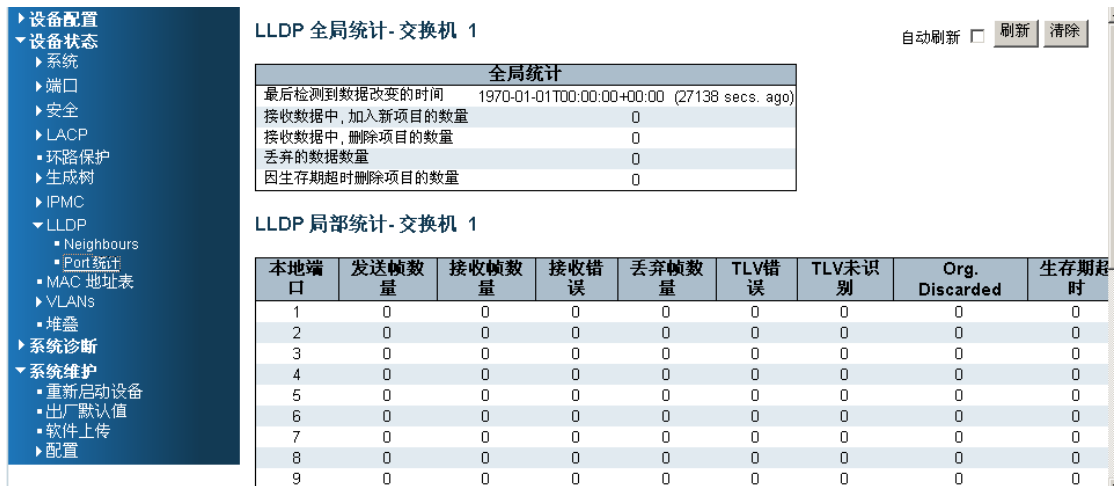 设备配置
设备状态
系统
端口
安全
LACP
环路保护
生成树
IPMC
LLDP
Neighbours
Port 统计
MAC 地址表
VLANs
堆叠
系统诊断
系统维护
重新启动设备
出厂默认值
软件上传
配置
LLDP 全局统计- 交换机 1
自动刷新 刷新 清除
全局统计
最后检测到数据改变的时间 1970-01-01T00:00:00+00:00 (27138 secs. ago)
接收数据中, 加入新项目的数量 0
接收数据中, 删除项目的数量 0
丢弃的数据数量 0
因生存期超时删除项目的数量 0
LLDP 局部统计- 交换机 1
本地端口 发送帧数量 接收帧数量 接收错误 丢弃帧数量 TLV错误 TLV未识别 Org. Discarded 生存期超时
1 0 0 0 0 0 0 0 0
2 0 0 0 0 0 0 0 0
3 0 0 0 0 0 0 0 0
4 0 0 0 0 0 0 0 0
5 0 0 0 0 0 0 0 0
6 0 0 0 0 0 0 0 0
7 0 0 0 0 0 0 0 0
8 0 0 0 0 0 0 0 0
9 0 0 0 0 0 0 0 0